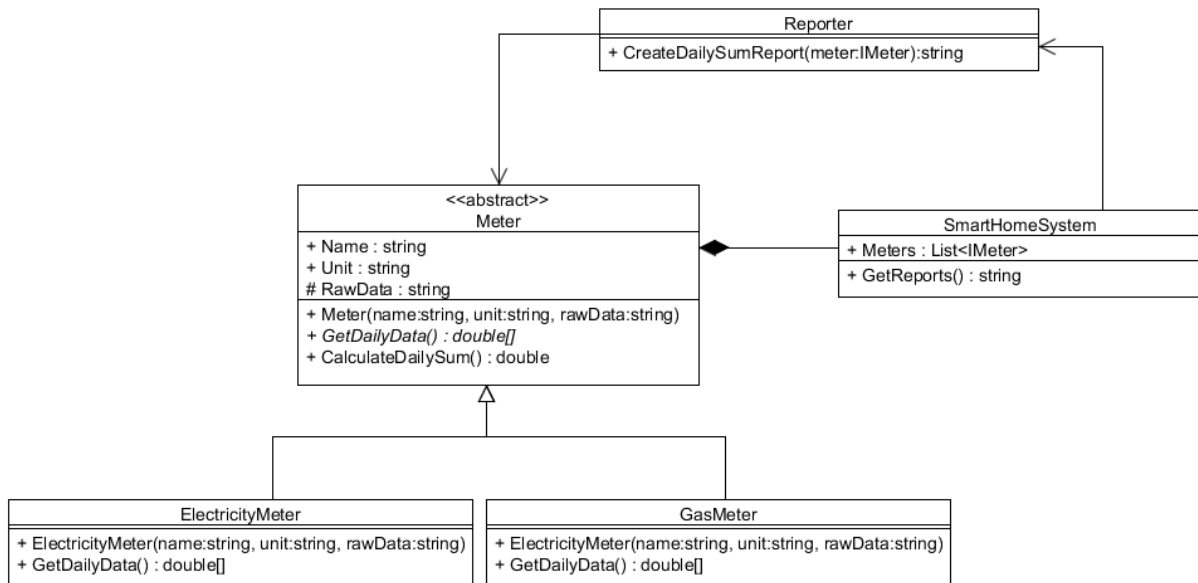 Reporter
+ CreateDailySumReport(meter:IMeter):string
<<abstract>>
Meter
+ Name : string
+ Unit : string
# RawData : string
+ Meter(name:string, unit:string, rawData:string)
+ GetDailyData() : double[]
+ CalculateDailySum() : double
SmartHomeSystem
+ Meters : List<IMeter>
+ GetReports() : string
ElectricityMeter
+ ElectricityMeter(name:string, unit:string, rawData:string)
+ GetDailyData() : double[]
GasMeter
+ ElectricityMeter(name:string, unit:string, rawData:string)
+ GetDailyData() : double[]